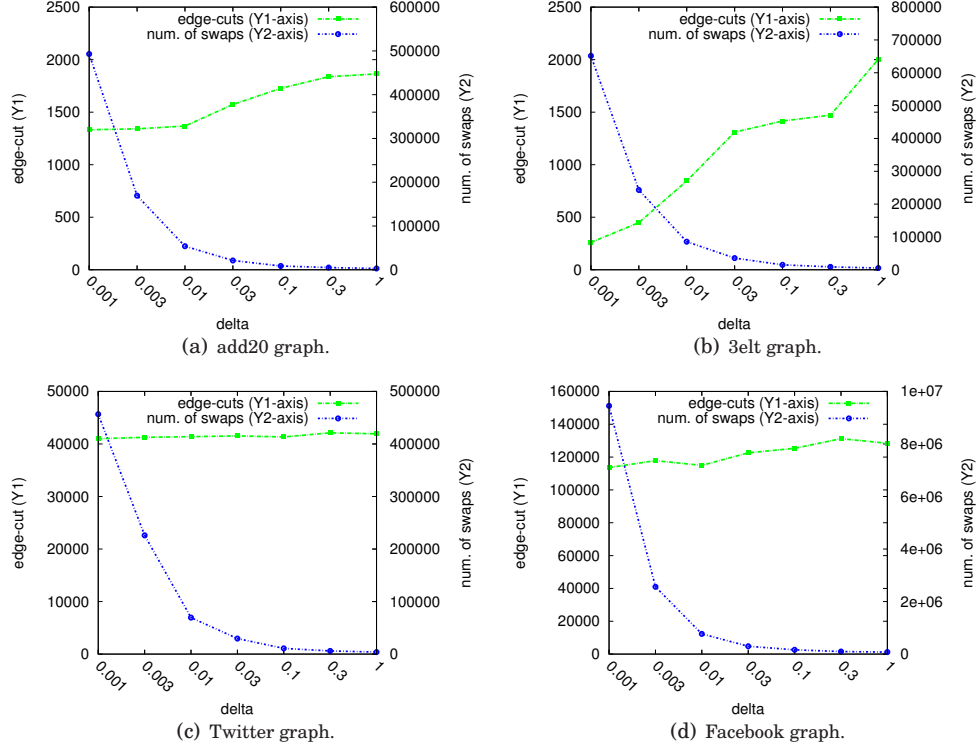 2500
2000
1500
1000
500
0
edge-cut (Y1)
edge-cuts (Y1-axis)
num. of swaps (Y2-axis)
600000
500000
400000
300000
200000
100000
0
num. of swaps (Y2)
0.001
0.003
0.01
0.03
0.1
0.3
1
delta
(a) add20 graph.
2500
2000
1500
1000
500
0
edge-cut (Y1)
edge-cuts (Y1-axis)
num. of swaps (Y2-axis)
800000
700000
600000
500000
400000
300000
200000
100000
0
num. of swaps (Y2)
0.001
0.003
0.01
0.03
0.1
0.3
1
delta
(b) 3elt graph.
50000
40000
30000
20000
10000
0
edge-cut (Y1)
edge-cuts (Y1-axis)
num. of swaps (Y2-axis)
500000
400000
300000
200000
100000
0
num. of swaps (Y2)
0.001
0.003
0.01
0.03
0.1
0.3
1
delta
(c) Twitter graph.
160000
140000
120000
100000
80000
60000
40000
20000
0
edge-cut (Y1)
edge-cuts (Y1-axis)
num. of swaps (Y2-axis)
1e+07
8e+06
6e+06
4e+06
2e+06
0
num. of swaps (Y2)
0.001
0.003
0.01
0.03
0.1
0.3
1
delta
(d) Facebook graph.